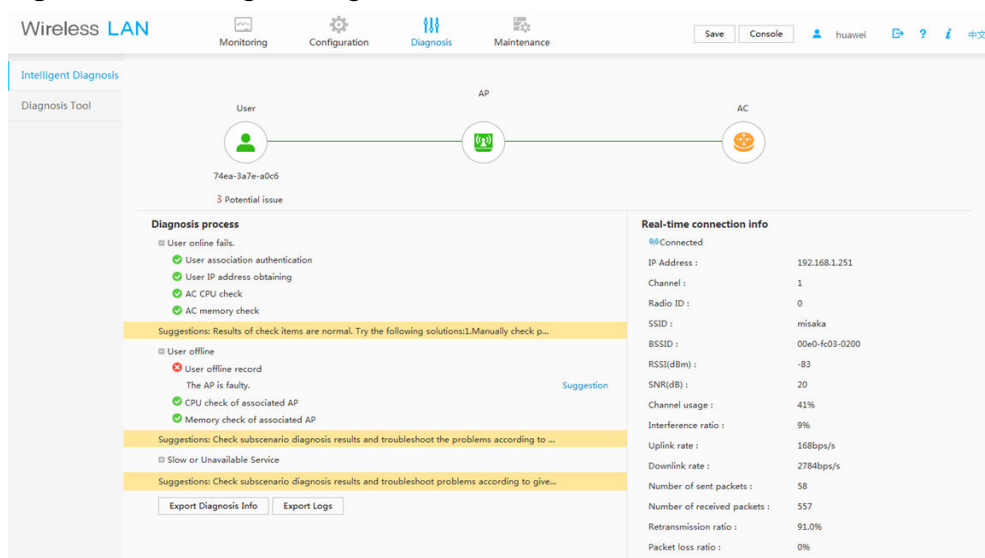 Wireless LAN
Monitoring
Configuration
Diagnosis
Maintenance
Save
Console
huawei
?
i
中文
Intelligent Diagnosis
Diagnosis Tool
User
AP
AC
74ea-3a7e-a0c6
3 Potential issue
Diagnosis process
User online fails.
User association authentication
User IP address obtaining
AC CPU check
AC memory check
Suggestions: Results of check items are normal. Try the following solutions:1.Manually check p...
User offline
User offline record
The AP is faulty. Suggestion
CPU check of associated AP
Memory check of associated AP
Suggestions: Check subscenario diagnosis results and troubleshoot the problems according to ...
Slow or Unavailable Service
Suggestions: Check subscenario diagnosis results and troubleshoot problems according to give...
Export Diagnosis Info
Export Logs
Real-time connection info
Connected
IP Address : 192.168.1.251
Channel : 1
Radio ID : 0
SSID : misaka
BSSID : 00e0-fc03-0200
RSSI(dBm) : -83
SNR(dB) : 20
Channel usage : 41%
Interference ratio : 9%
Uplink rate : 168bps/s
Downlink rate : 2784bps/s
Number of sent packets : 58
Number of received packets : 557
Retransmission ratio : 91.0%
Packet loss ratio : 0%